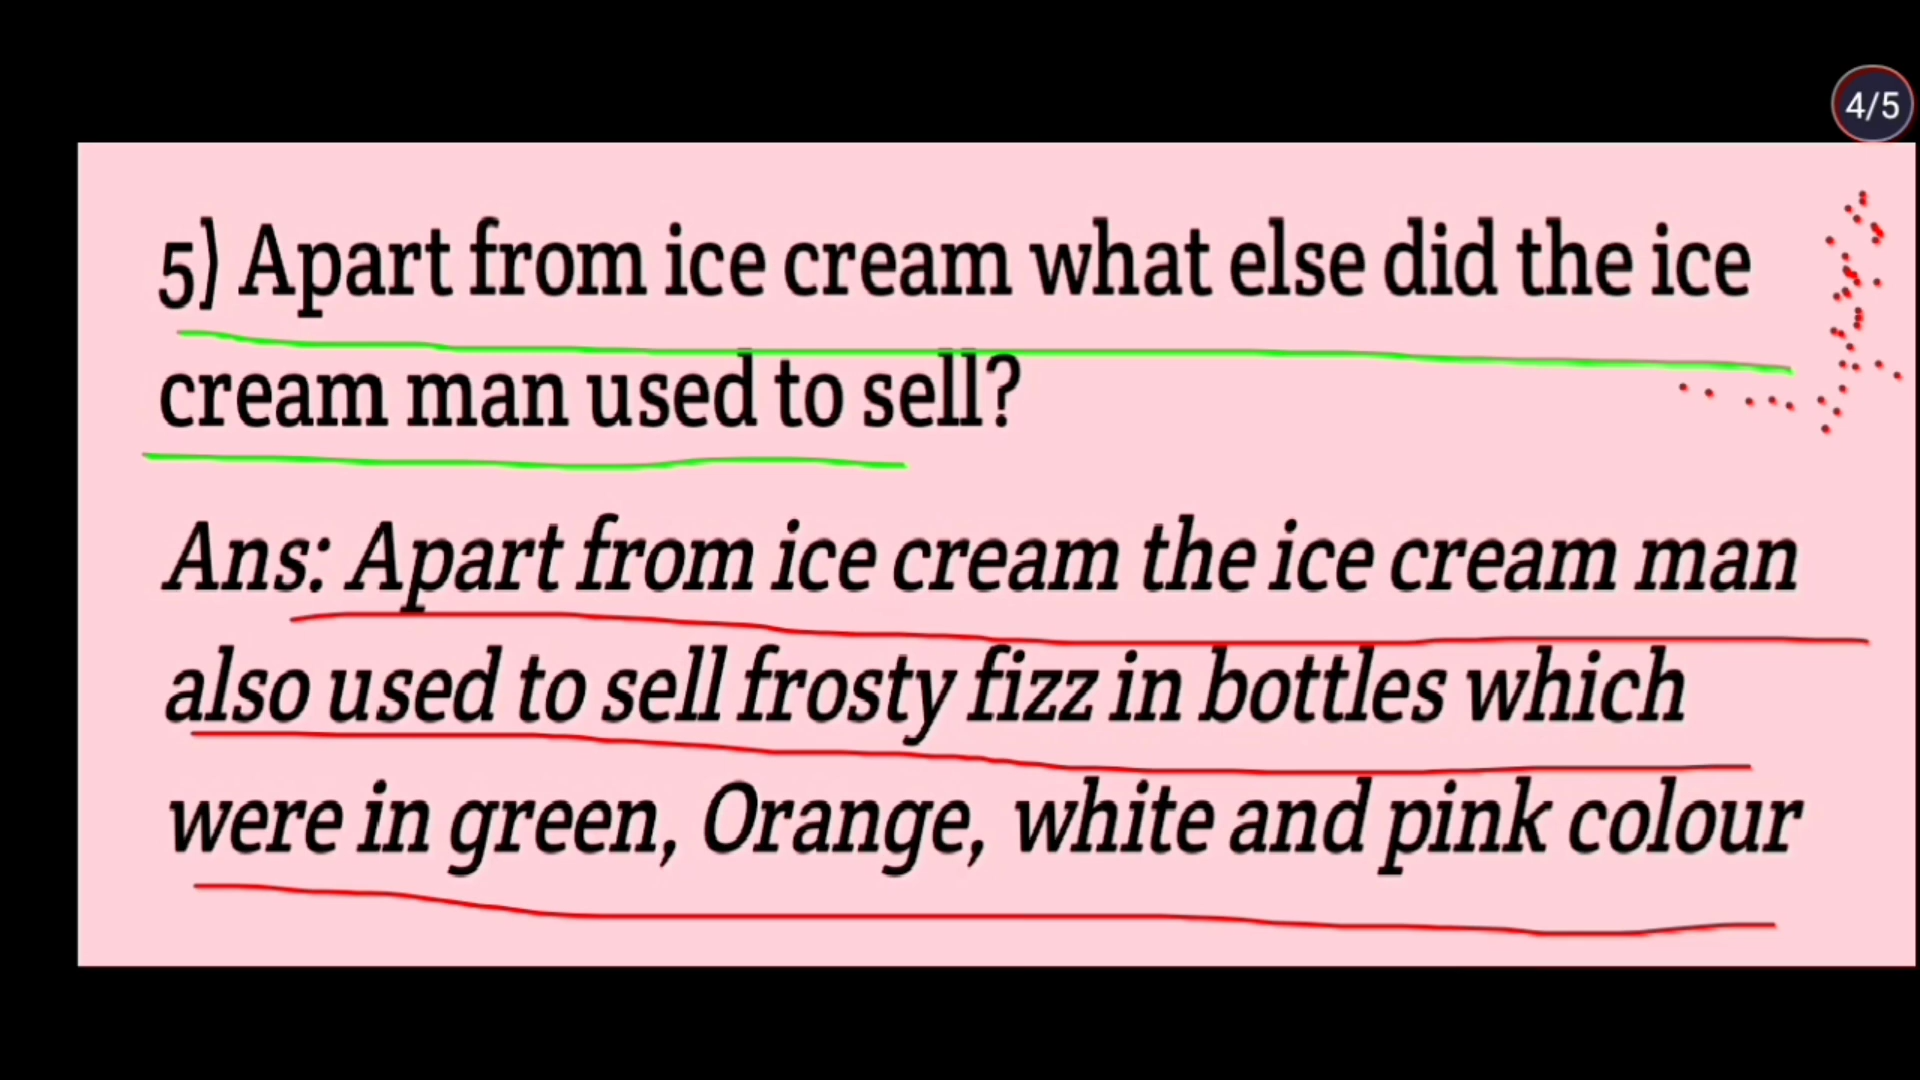 4/5
5) Apart from ice cream what else did the ice
cream man used to sell?
Ans: Apart from ice cream the ice cream man
also used to sell frosty fizz in bottles which
were in green, Orange, white and pink colour